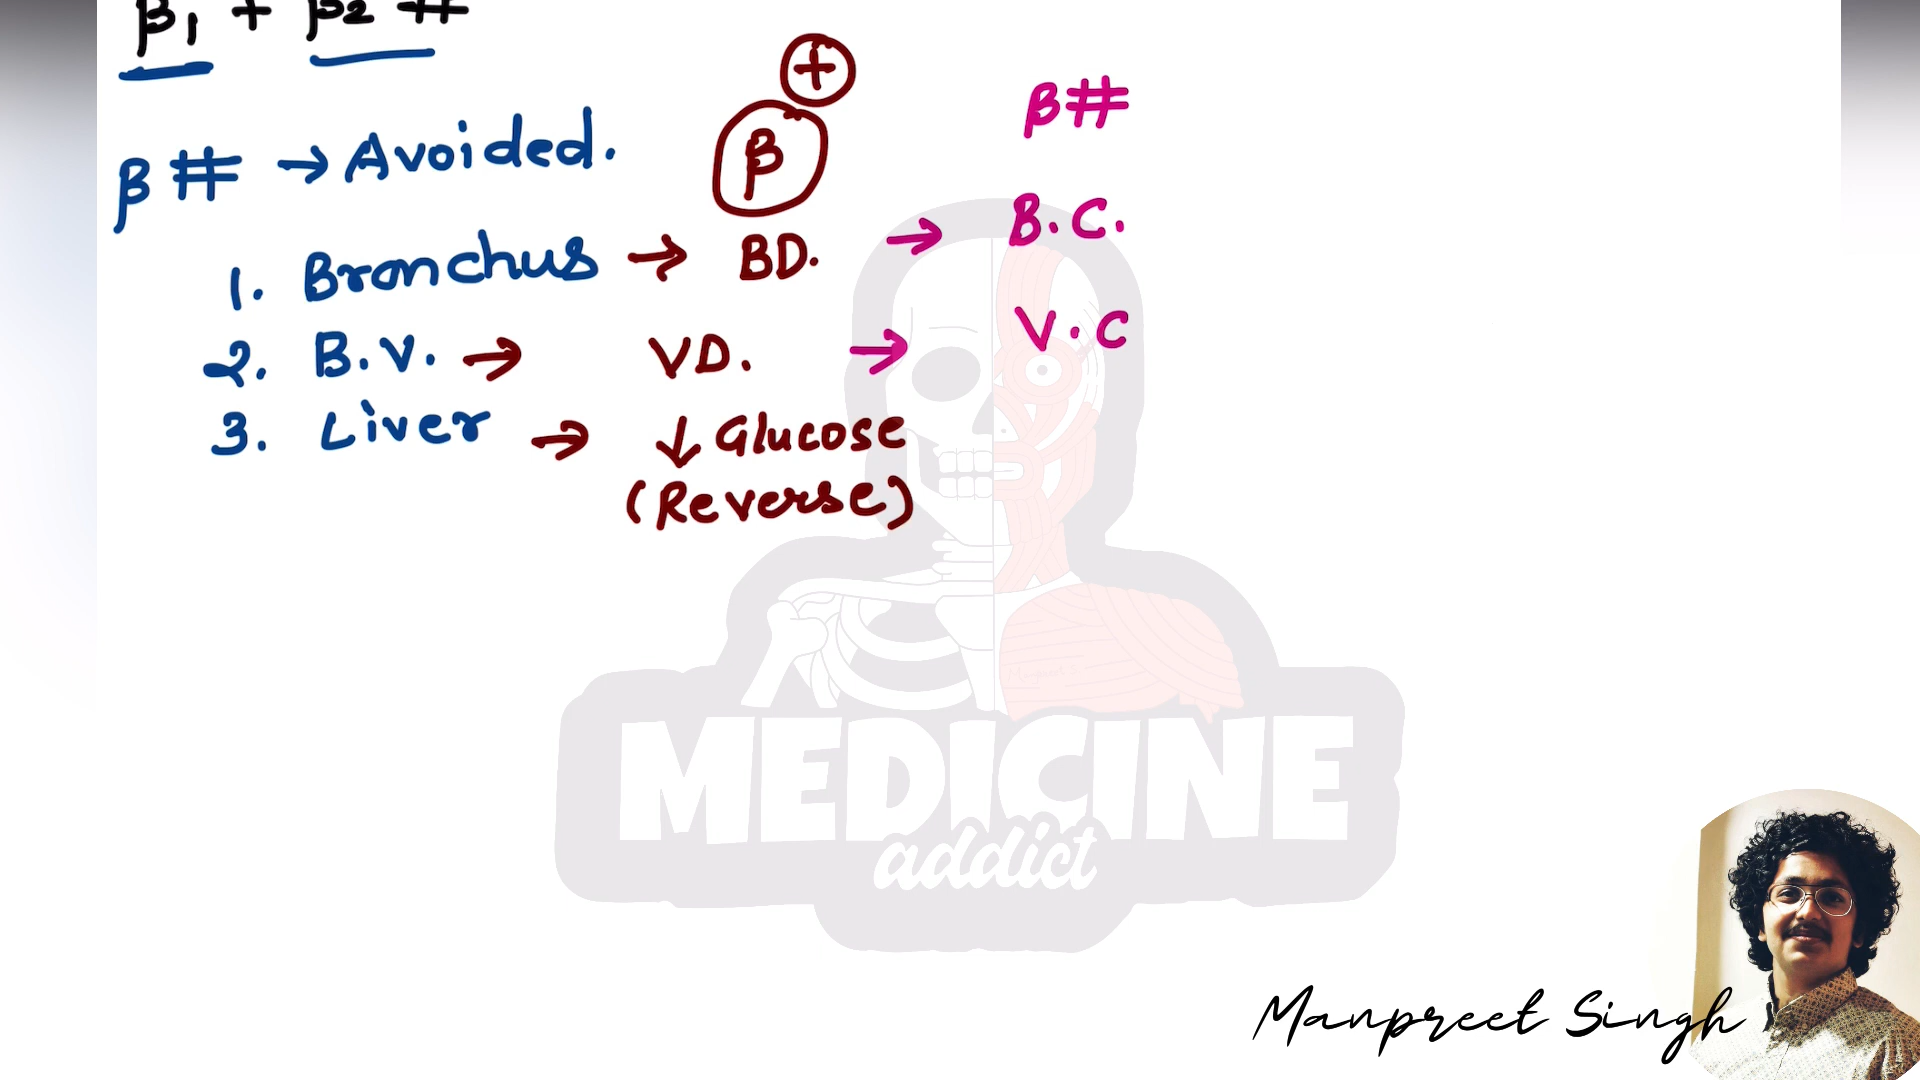 β1 + β2 #
β # → Avoided.
+
β
β#
1. Bronchus → BD. → B.C.
2. B.V. → VD. → V.C
3. Liver → ↓ Glucose
(Reverse)
MEDICINE
addict
Manpreet Singh